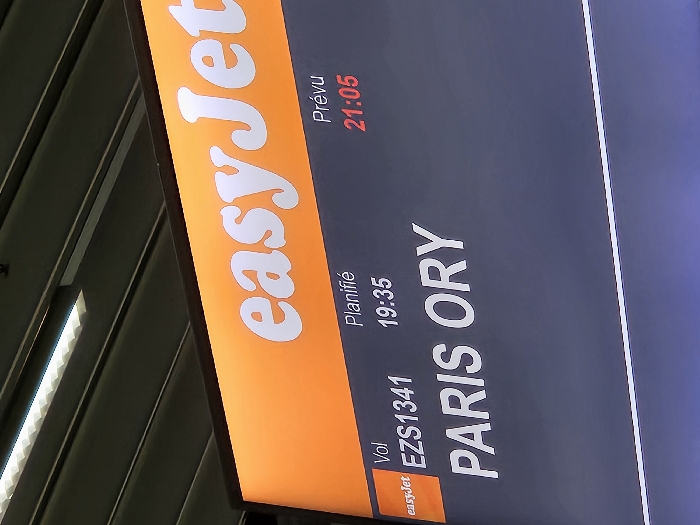 easyJet
Vol Planifié Prévu
EZS1341 19:35 21:05
easyJet
PARIS ORY